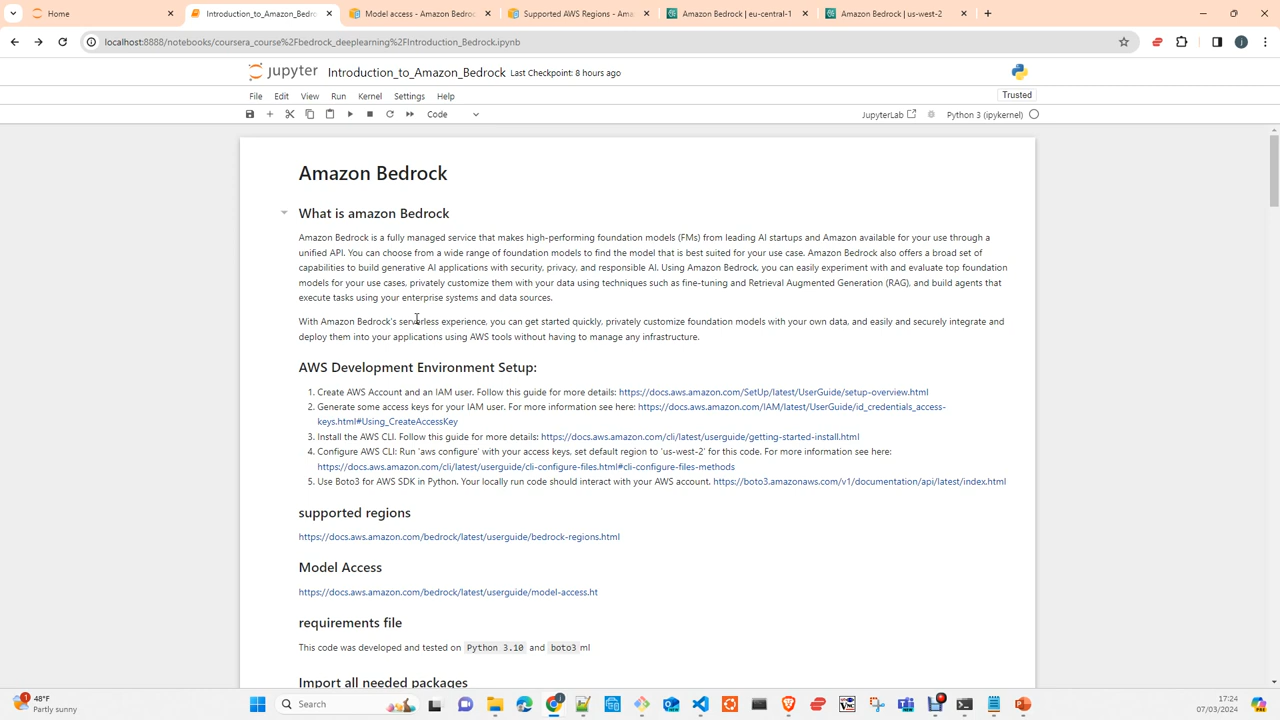 Home
Introduction_to_Amazon_Bedro
Model access - Amazon Bedro
Supported AWS Regions - Ama
Amazon Bedrock | eu-central-1
Amazon Bedrock | us-west-2
localhost:8888/notebooks/coursera_course%2Fbedrock_deeplearning%2FIntroduction_Bedrock.ipynb
jupyter Introduction_to_Amazon_Bedrock Last Checkpoint: 8 hours ago
File Edit View Run Kernel Settings Help
Trusted
Code
JupyterLab
Python 3 (ipykernel)
Amazon Bedrock
What is amazon Bedrock
Amazon Bedrock is a fully managed service that makes high-performing foundation models (FMs) from leading AI startups and Amazon available for your use through a
unified API. You can choose from a wide range of foundation models to find the model that is best suited for your use case. Amazon Bedrock also offers a broad set of
capabilities to build generative AI applications with security, privacy, and responsible AI. Using Amazon Bedrock, you can easily experiment with and evaluate top foundation
models for your use cases, privately customize them with your data using techniques such as fine-tuning and Retrieval Augmented Generation (RAG), and build agents that
execute tasks using your enterprise systems and data sources.
With Amazon Bedrock's serverless experience, you can get started quickly, privately customize foundation models with your own data, and easily and securely integrate and
deploy them into your applications using AWS tools without having to manage any infrastructure.
AWS Development Environment Setup:
1. Create AWS Account and an IAM user. Follow this guide for more details: https://docs.aws.amazon.com/SetUp/latest/UserGuide/setup-overview.html
2. Generate some access keys for your IAM user. For more information see here: https://docs.aws.amazon.com/IAM/latest/UserGuide/id_credentials_access-
keys.html#Using_CreateAccessKey
3. Install the AWS CLI. Follow this guide for more details: https://docs.aws.amazon.com/cli/latest/userguide/getting-started-install.html
4. Configure AWS CLI: Run 'aws configure' with your access keys, set default region to 'us-west-2' for this code. For more information see here:
https://docs.aws.amazon.com/cli/latest/userguide/cli-configure-files.html#cli-configure-files-methods
5. Use Boto3 for AWS SDK in Python. Your locally run code should interact with your AWS account. https://boto3.amazonaws.com/v1/documentation/api/latest/index.html
supported regions
https://docs.aws.amazon.com/bedrock/latest/userguide/bedrock-regions.html
Model Access
https://docs.aws.amazon.com/bedrock/latest/userguide/model-access.ht
requirements file
This code was developed and tested on Python 3.10 and boto3 ml
Import all needed packages
48°F
Partly sunny
Search
17:24
07/03/2024